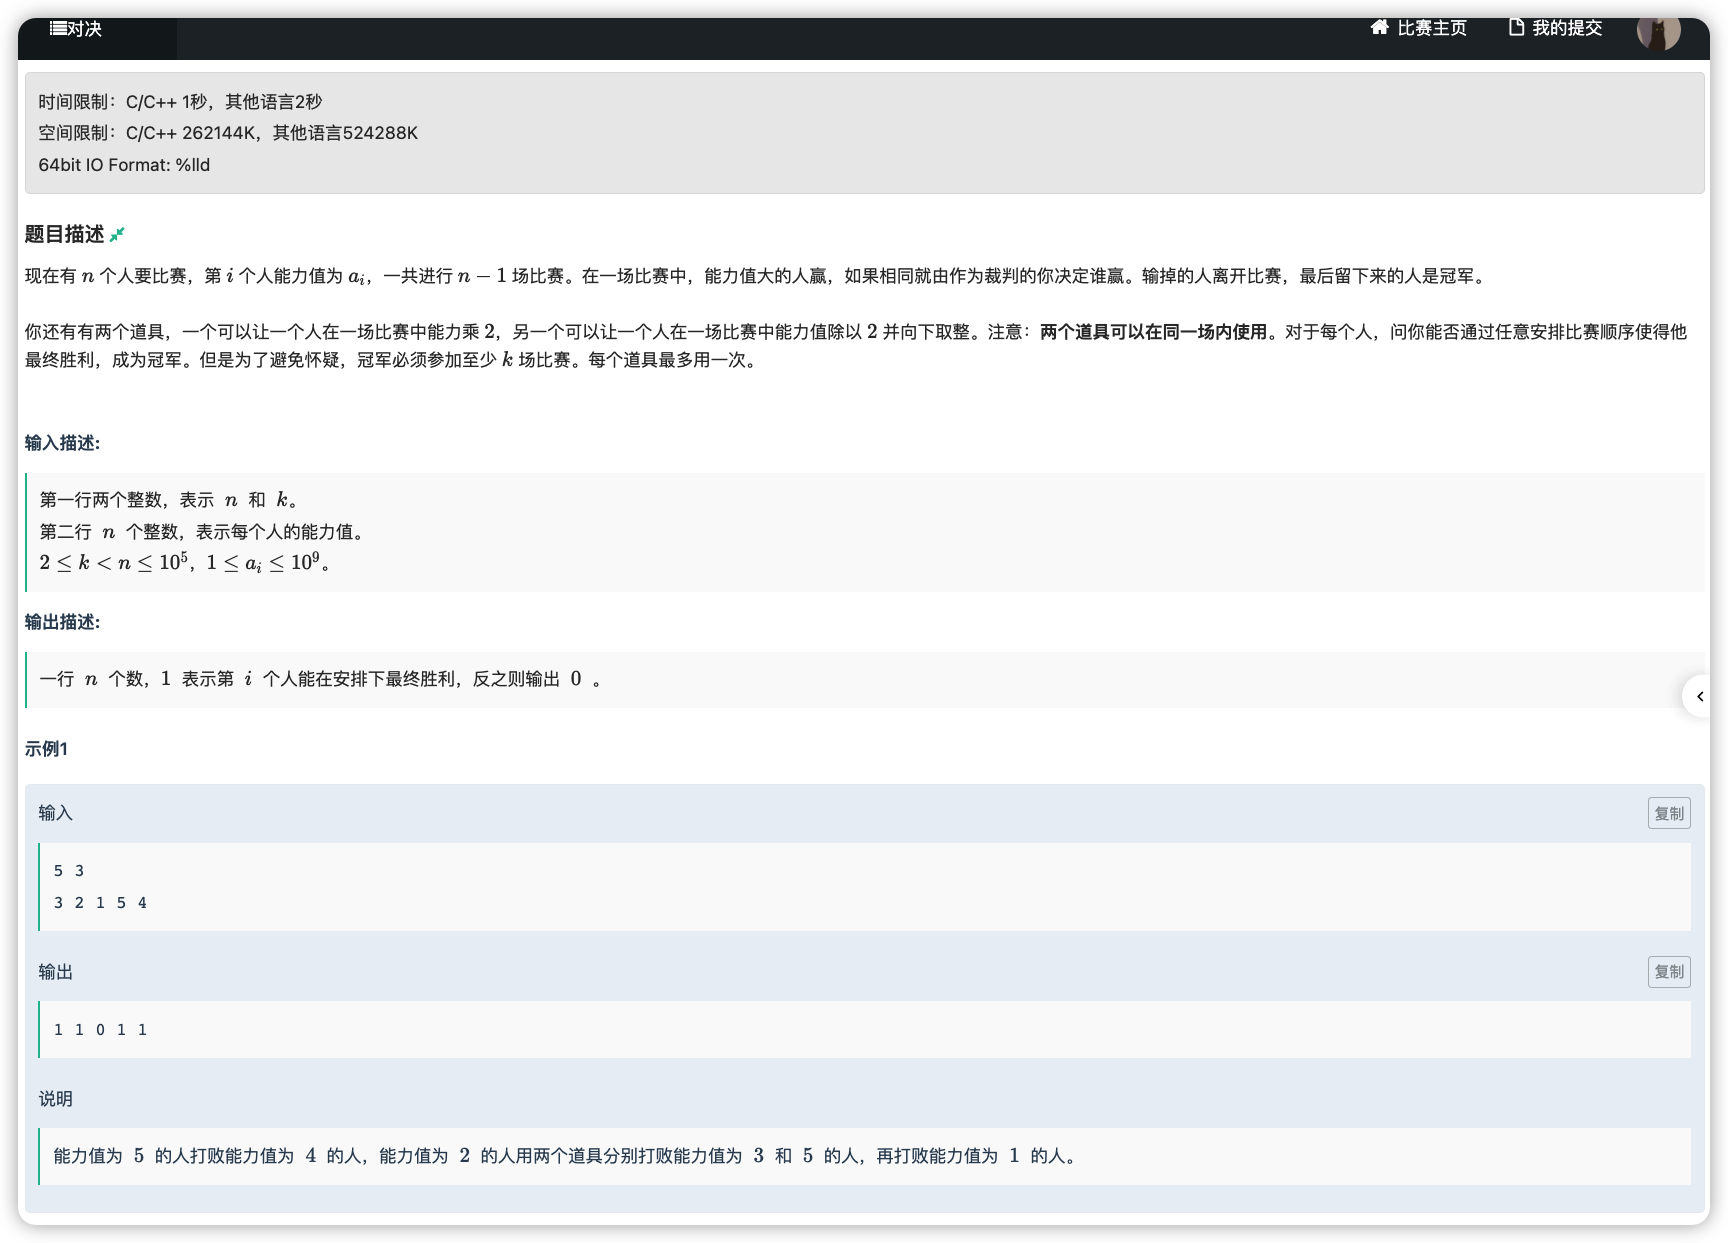 对决 比赛主页 我的提交
时间限制：C/C++ 1秒，其他语言2秒
空间限制：C/C++ 262144K，其他语言524288K
64bit IO Format: %lld
题目描述
现在有 n 个人要比赛，第 i 个人能力值为 aᵢ，一共进行 n − 1 场比赛。在一场比赛中，能力值大的人赢，如果相同就由作为裁判的你决定谁赢。输掉的人离开比赛，最后留下来的人是冠军。
你还有有两个道具，一个可以让一个人在一场比赛中能力乘 2，另一个可以让一个人在一场比赛中能力值除以 2 并向下取整。注意：两个道具可以在同一场内使用。对于每个人，问你能否通过任意安排比赛顺序使得他
最终胜利，成为冠军。但是为了避免怀疑，冠军必须参加至少 k 场比赛。每个道具最多用一次。
输入描述:
第一行两个整数，表示 n 和 k。
第二行 n 个整数，表示每个人的能力值。
2 ≤ k < n ≤ 10⁵，1 ≤ aᵢ ≤ 10⁹。
输出描述:
一行 n 个数，1 表示第 i 个人能在安排下最终胜利，反之则输出 0 。
示例1
输入 复制
5 3
3 2 1 5 4
输出 复制
1 1 0 1 1
说明
能力值为 5 的人打败能力值为 4 的人，能力值为 2 的人用两个道具分别打败能力值为 3 和 5 的人，再打败能力值为 1 的人。